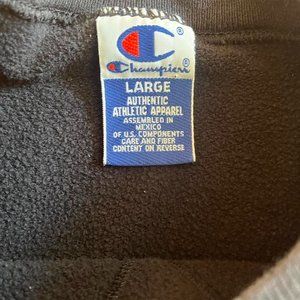 Champion®
LARGE
AUTHENTIC
ATHLETIC APPAREL
ASSEMBLED IN
MEXICO
OF U.S. COMPONENTS
CARE AND FIBER
CONTENT ON REVERSE